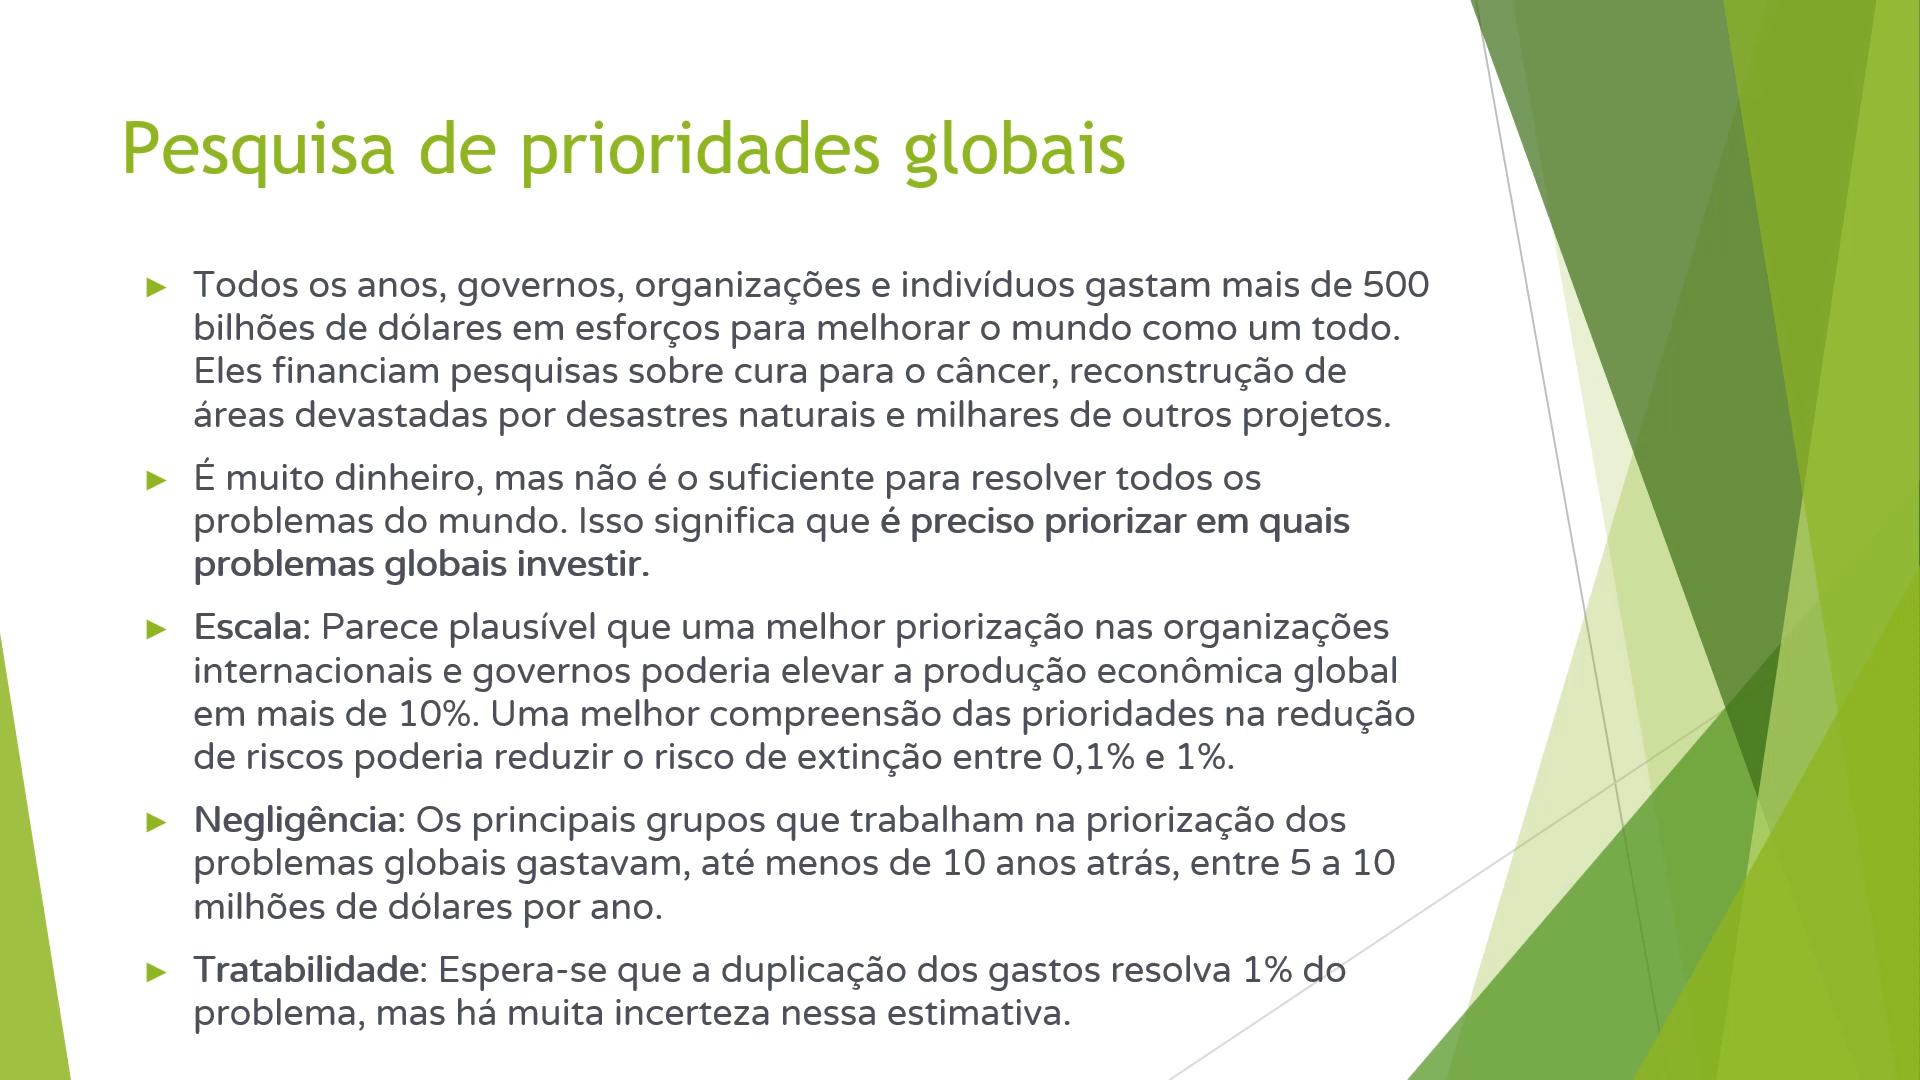 Pesquisa de prioridades globais
Todos os anos, governos, organizações e indivíduos gastam mais de 500
bilhões de dólares em esforços para melhorar o mundo como um todo.
Eles financiam pesquisas sobre cura para o câncer, reconstrução de
áreas devastadas por desastres naturais e milhares de outros projetos.
É muito dinheiro, mas não é o suficiente para resolver todos os
problemas do mundo. Isso significa que é preciso priorizar em quais
problemas globais investir.
Escala: Parece plausível que uma melhor priorização nas organizações
internacionais e governos poderia elevar a produção econômica global
em mais de 10%. Uma melhor compreensão das prioridades na redução
de riscos poderia reduzir o risco de extinção entre 0,1% e 1%.
Negligência: Os principais grupos que trabalham na priorização dos
problemas globais gastavam, até menos de 10 anos atrás, entre 5 a 10
milhões de dólares por ano.
Tratabilidade: Espera-se que a duplicação dos gastos resolva 1% do
problema, mas há muita incerteza nessa estimativa.